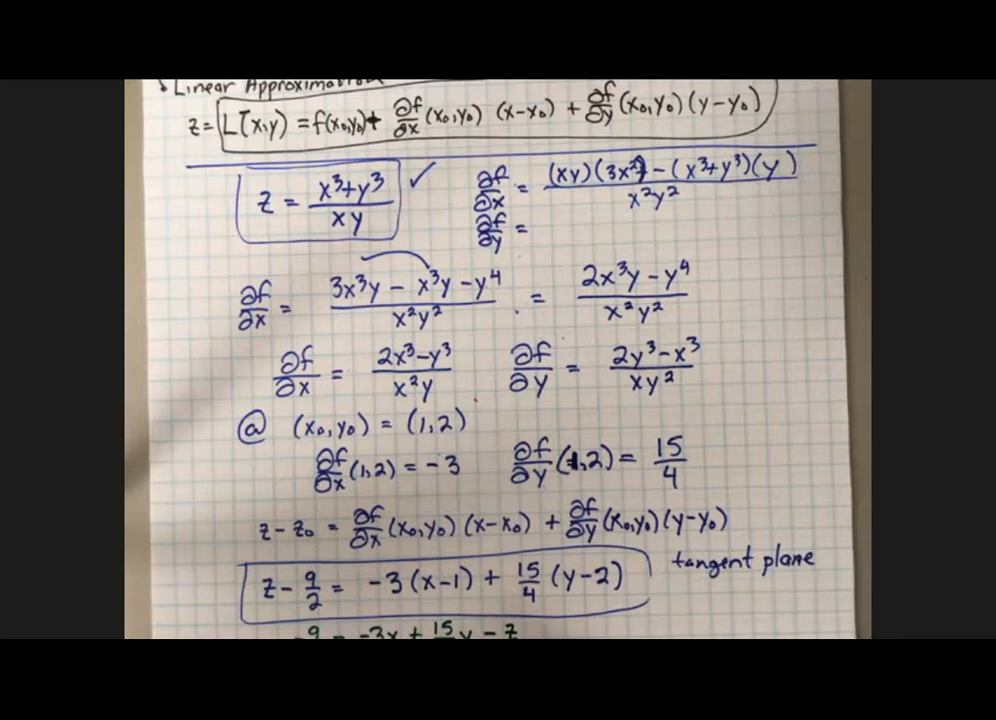 Linear Approximation
z = L(x,y) = f(x₀,y₀) + ∂f/∂x (x₀,y₀) (x-x₀) + ∂f/∂y (x₀,y₀) (y-y₀)
z = (x³+y³)/(xy) ✓ ∂f/∂x = ((xy)(3x²) - (x³+y³)(y))/(x²y²)
∂f/∂y =
∂f/∂x = (3x³y - x³y - y⁴)/(x²y²) = (2x³y - y⁴)/(x²y²)
∂f/∂x = (2x³-y³)/(x²y) ∂f/∂y = (2y³-x³)/(xy²)
@ (x₀,y₀) = (1,2)
∂f/∂x (1,2) = -3 ∂f/∂y (1,2) = 15/4
z - z₀ = ∂f/∂x (x₀,y₀) (x-x₀) + ∂f/∂y (x₀,y₀) (y-y₀)
z - 9/2 = -3(x-1) + 15/4 (y-2) tangent plane
-9 = -3x + 15 y - z